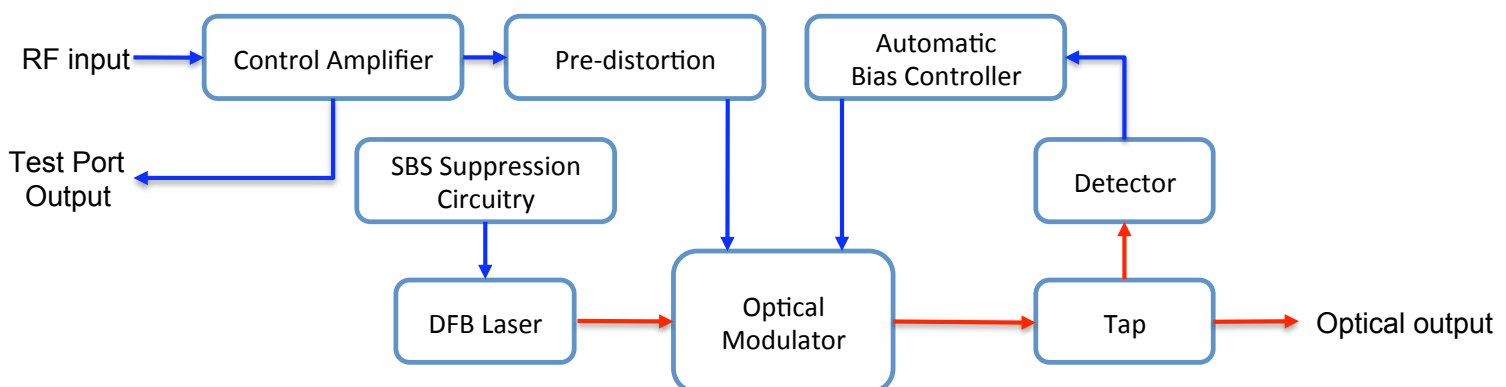 RF input
Control Amplifier
Pre-distortion
Automatic
Bias Controller
Test Port
Output
SBS Suppression
Circuitry
Detector
DFB Laser
Optical
Modulator
Tap
Optical output